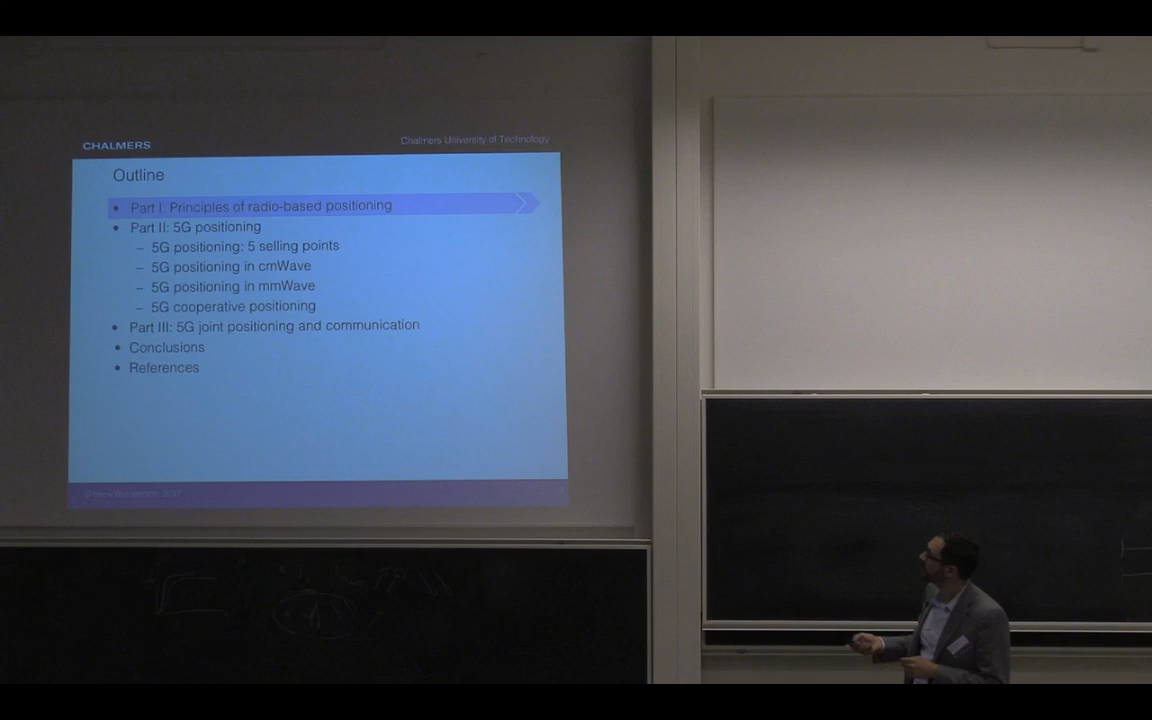 CHALMERS
Chalmers University of Technology
Outline
• Part I: Principles of radio-based positioning
• Part II: 5G positioning
– 5G positioning: 5 selling points
– 5G positioning in cmWave
– 5G positioning in mmWave
– 5G cooperative positioning
• Part III: 5G joint positioning and communication
• Conclusions
• References
2017